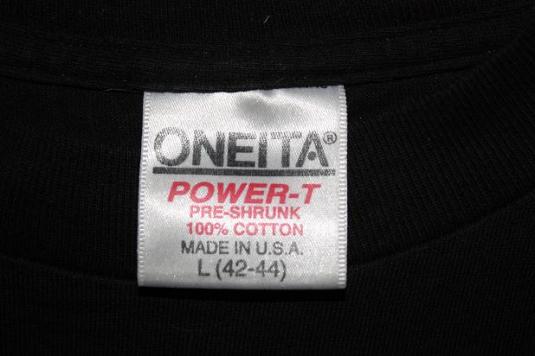 ONEITA®
POWER-T
PRE-SHRUNK
100% COTTON
MADE IN U.S.A.
L (42-44)